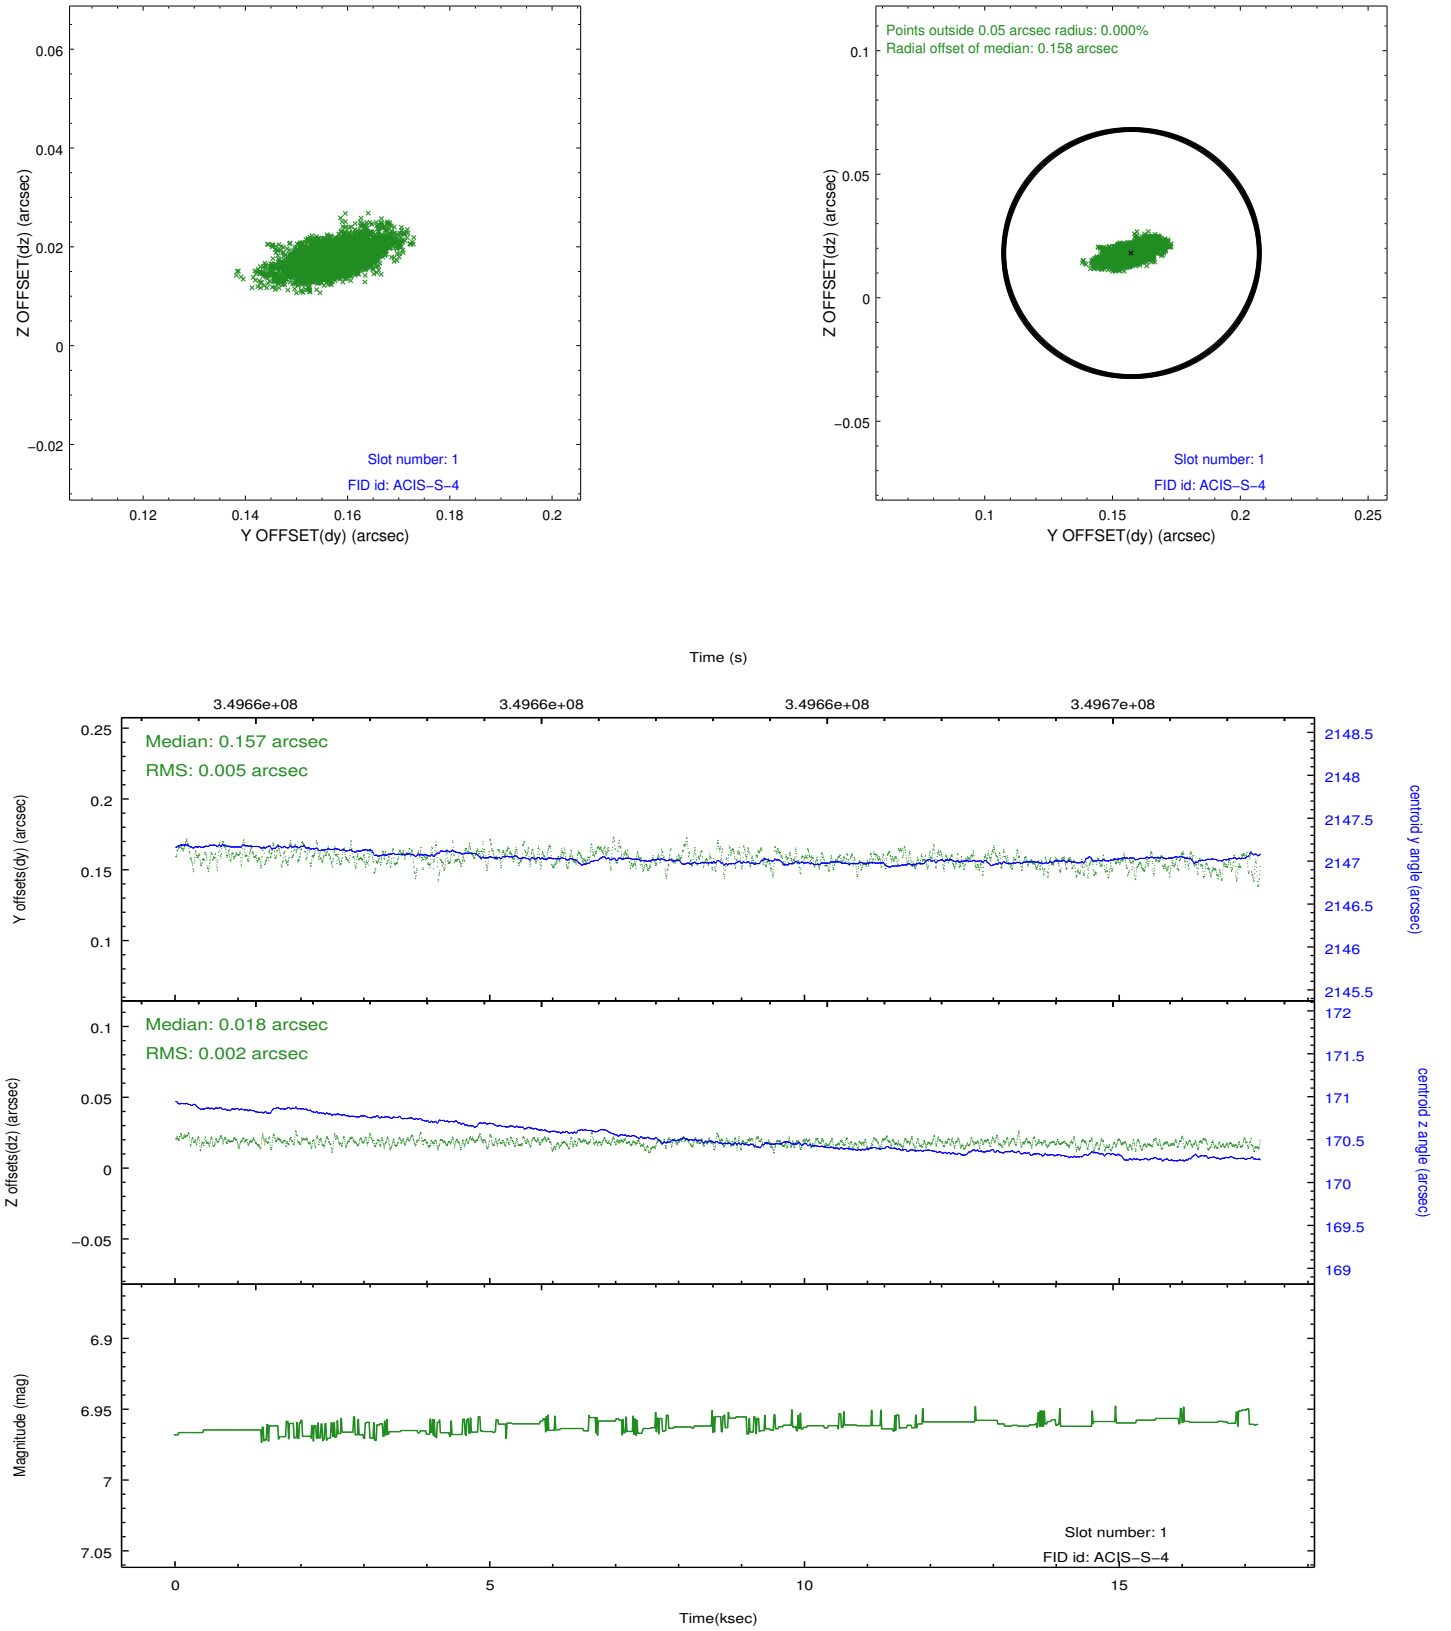 0.06
0.04
0.02
0
−0.02
Z OFFSET(dz) (arcsec)
Slot number: 1
FID id: ACIS−S−4
0.12 0.14 0.16 0.18 0.2
Y OFFSET(dy) (arcsec)
Points outside 0.05 arcsec radius: 0.000%
Radial offset of median: 0.158 arcsec
0.1
0.05
0
−0.05
Z OFFSET(dz) (arcsec)
Slot number: 1
FID id: ACIS−S−4
0.1 0.15 0.2 0.25
Y OFFSET(dy) (arcsec)
Time (s)
3.4966e+08 3.4966e+08 3.4966e+08 3.4967e+08
Median: 0.157 arcsec
RMS: 0.005 arcsec
0.25
0.2
0.15
0.1
Y offsets(dy) (arcsec)
2148.5
2148
2147.5
2147
2146.5
2146
2145.5
centroid y angle (arcsec)
Median: 0.018 arcsec
RMS: 0.002 arcsec
0.1
0.05
0
−0.05
Z offsets(dz) (arcsec)
172
171.5
171
170.5
170
169.5
169
centroid z angle (arcsec)
6.9
6.95
7
7.05
Magnitude (mag)
Slot number: 1
FID id: ACIS−S−4
0 5 10 15
Time(ksec)